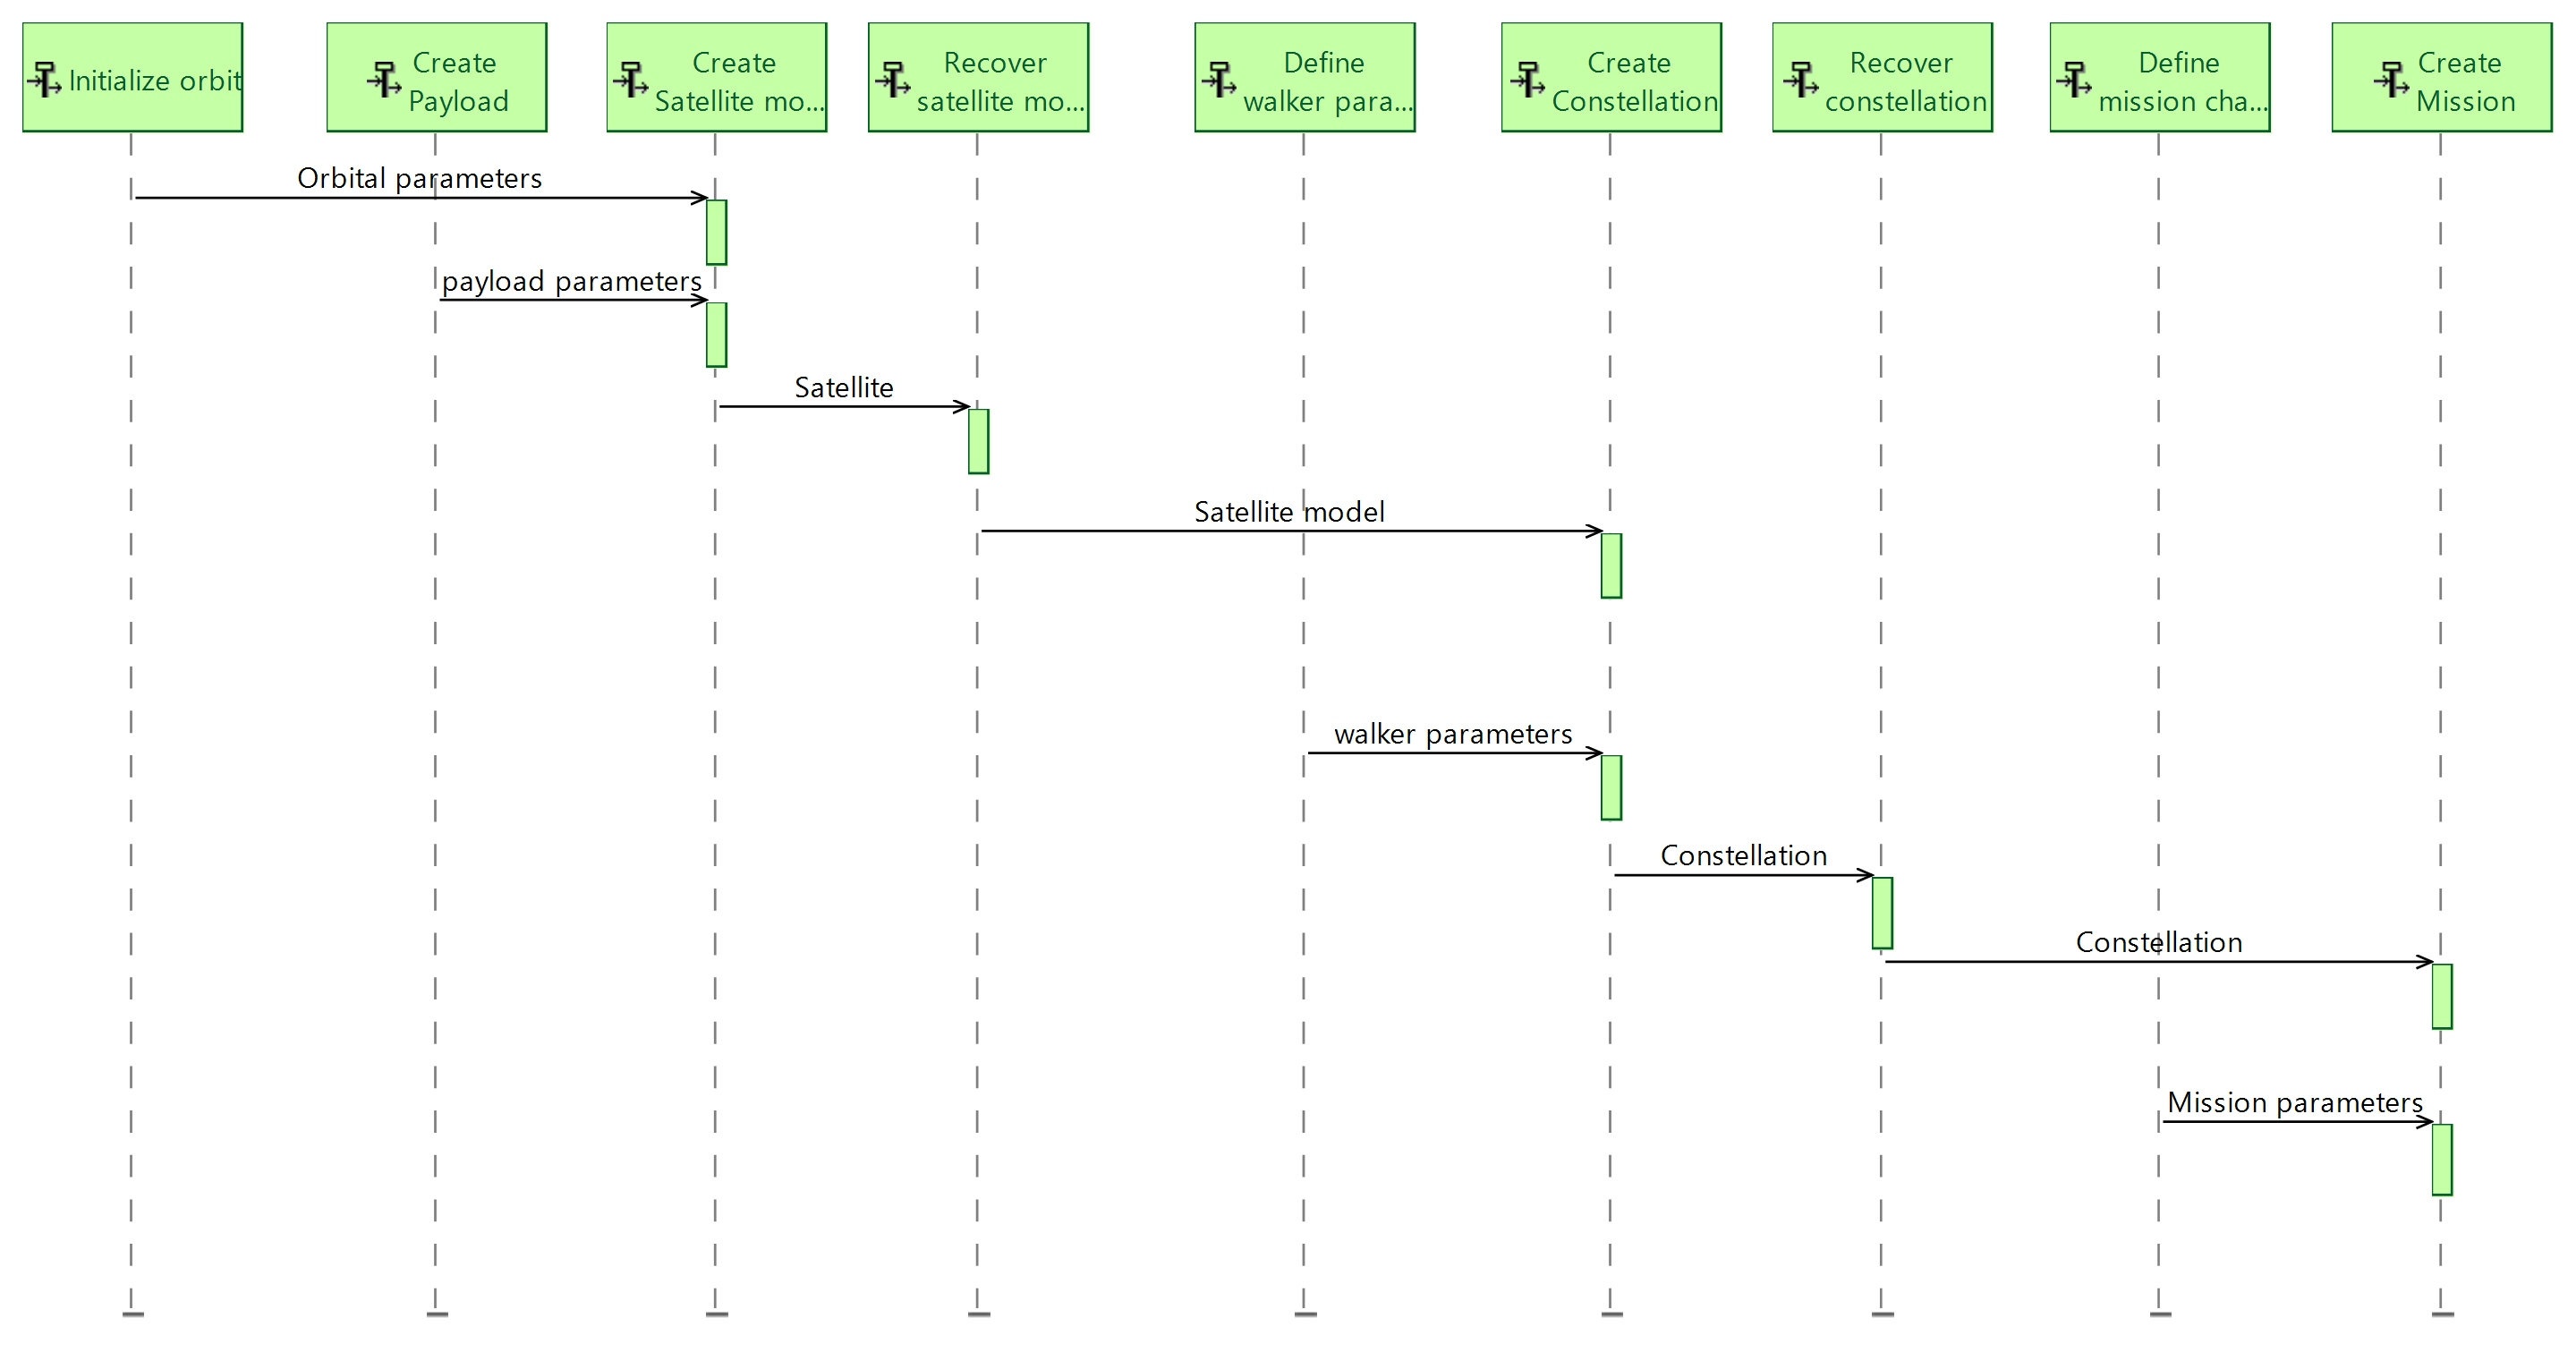 Initialize orbit
Create
Payload
Create
Satellite mo...
Recover
satellite mo...
Define
walker para...
Create
Constellation
Recover
constellation
Define
mission cha...
Create
Mission
Orbital parameters
payload parameters
Satellite
Satellite model
walker parameters
Constellation
Constellation
Mission parameters